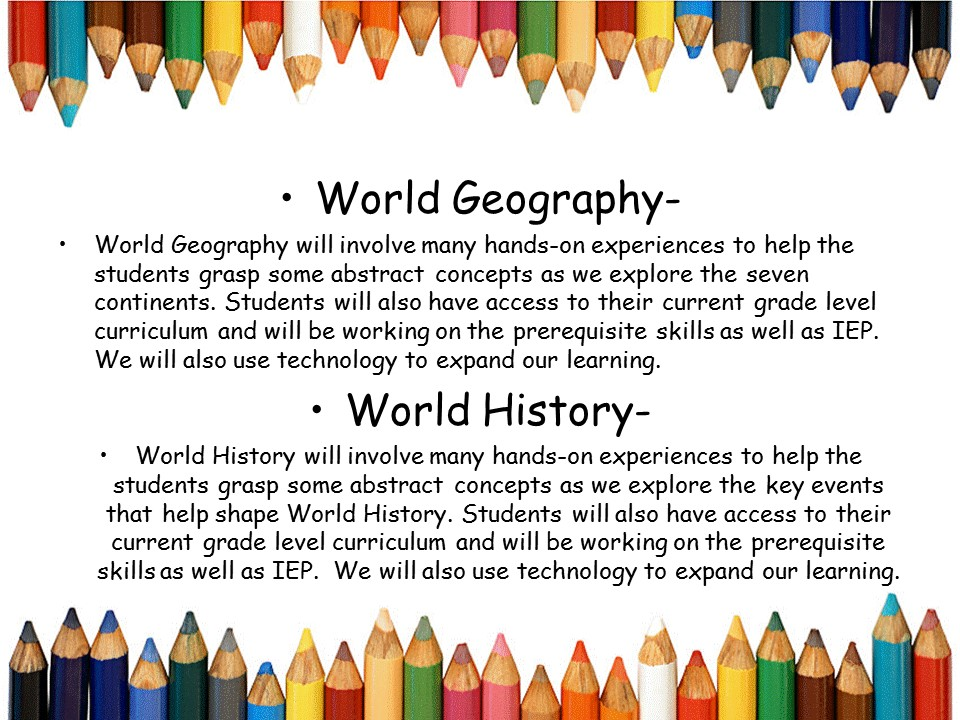 • World Geography-
• World Geography will involve many hands-on experiences to help the
students grasp some abstract concepts as we explore the seven
continents. Students will also have access to their current grade level
curriculum and will be working on the prerequisite skills as well as IEP.
We will also use technology to expand our learning.
• World History-
• World History will involve many hands-on experiences to help the
students grasp some abstract concepts as we explore the key events
that help shape World History. Students will also have access to their
current grade level curriculum and will be working on the prerequisite
skills as well as IEP.  We will also use technology to expand our learning.